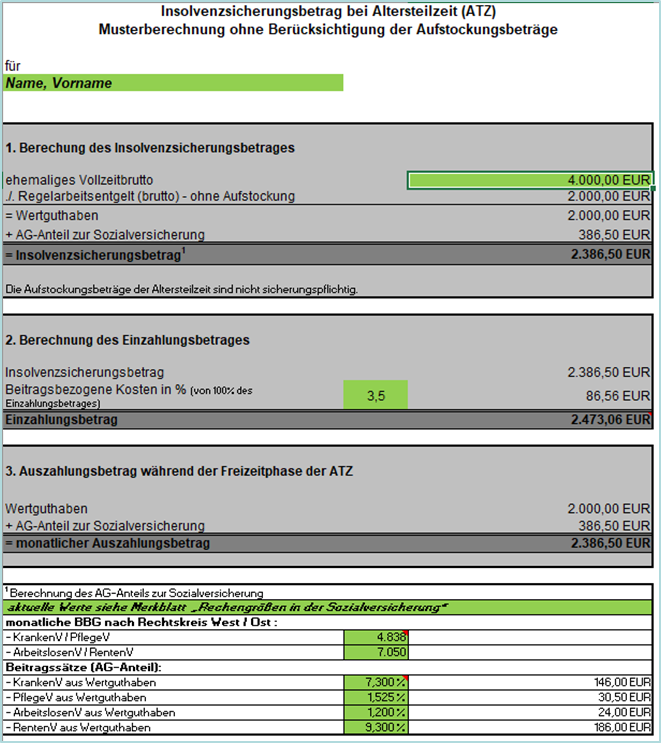 Insolvenzsicherungsbetrag bei Altersteilzeit (ATZ)
Musterberechnung ohne Berücksichtigung der Aufstockungsbeträge
für
Name, Vorname
1. Berechung des Insolvenzsicherungsbetrages
ehemaliges Vollzeitbrutto 4.000,00 EUR
./. Regelarbeitsentgelt (brutto) - ohne Aufstockung 2.000,00 EUR
= Wertguthaben 2.000,00 EUR
+ AG-Anteil zur Sozialversicherung 386,50 EUR
= Insolvenzsicherungsbetrag¹ 2.386,50 EUR
Die Aufstockungsbeträge der Altersteilzeit sind nicht sicherungspflichtig.
2. Berechnung des Einzahlungsbetrages
Insolvenzsicherungsbetrag 2.386,50 EUR
Beitragsbezogene Kosten in % (von 100% des
Einzahlungsbetrages) 3,5 86,56 EUR
Einzahlungsbetrag 2.473,06 EUR
3. Auszahlungsbetrag während der Freizeitphase der ATZ
Wertguthaben 2.000,00 EUR
+ AG-Anteil zur Sozialversicherung 386,50 EUR
= monatlicher Auszahlungsbetrag 2.386,50 EUR
¹ Berechnung des AG-Anteils zur Sozialversicherung
aktuelle Werte siehe Merkblatt „Rechengrößen in der Sozialversicherung“
monatliche BBG nach Rechtskreis West / Ost :
- KrankenV / PflegeV 4.838
- ArbeitslosenV / RentenV 7.050
Beitragssätze (AG-Anteil):
- KrankenV aus Wertguthaben 7,300 % 146,00 EUR
- PflegeV aus Wertguthaben 1,525 % 30,50 EUR
- ArbeitslosenV aus Wertguthaben 1,200 % 24,00 EUR
- RentenV aus Wertguthaben 9,300 % 186,00 EUR